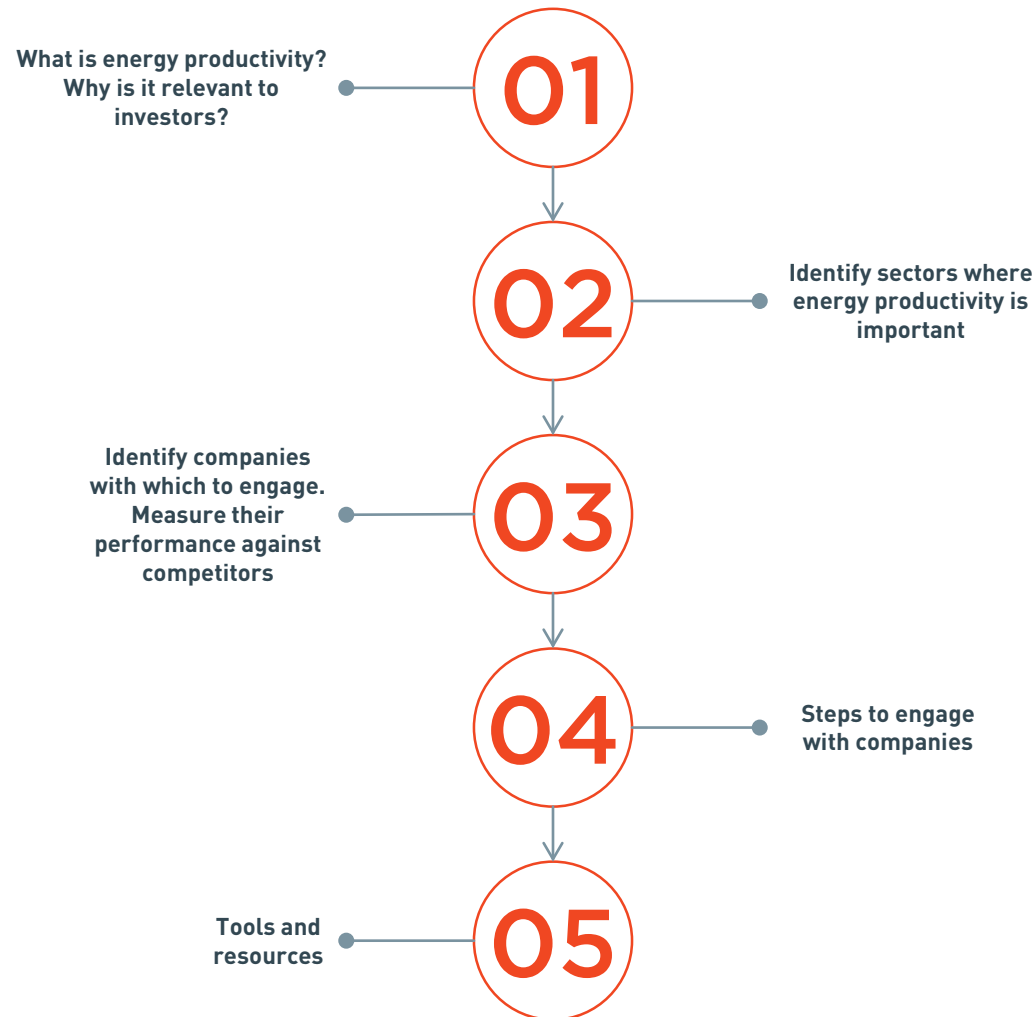 What is energy productivity?
Why is it relevant to
investors?
01
02
Identify sectors where
energy productivity is
important
Identify companies
with which to engage.
Measure their
performance against
competitors
03
04
Steps to engage
with companies
Tools and
resources
05